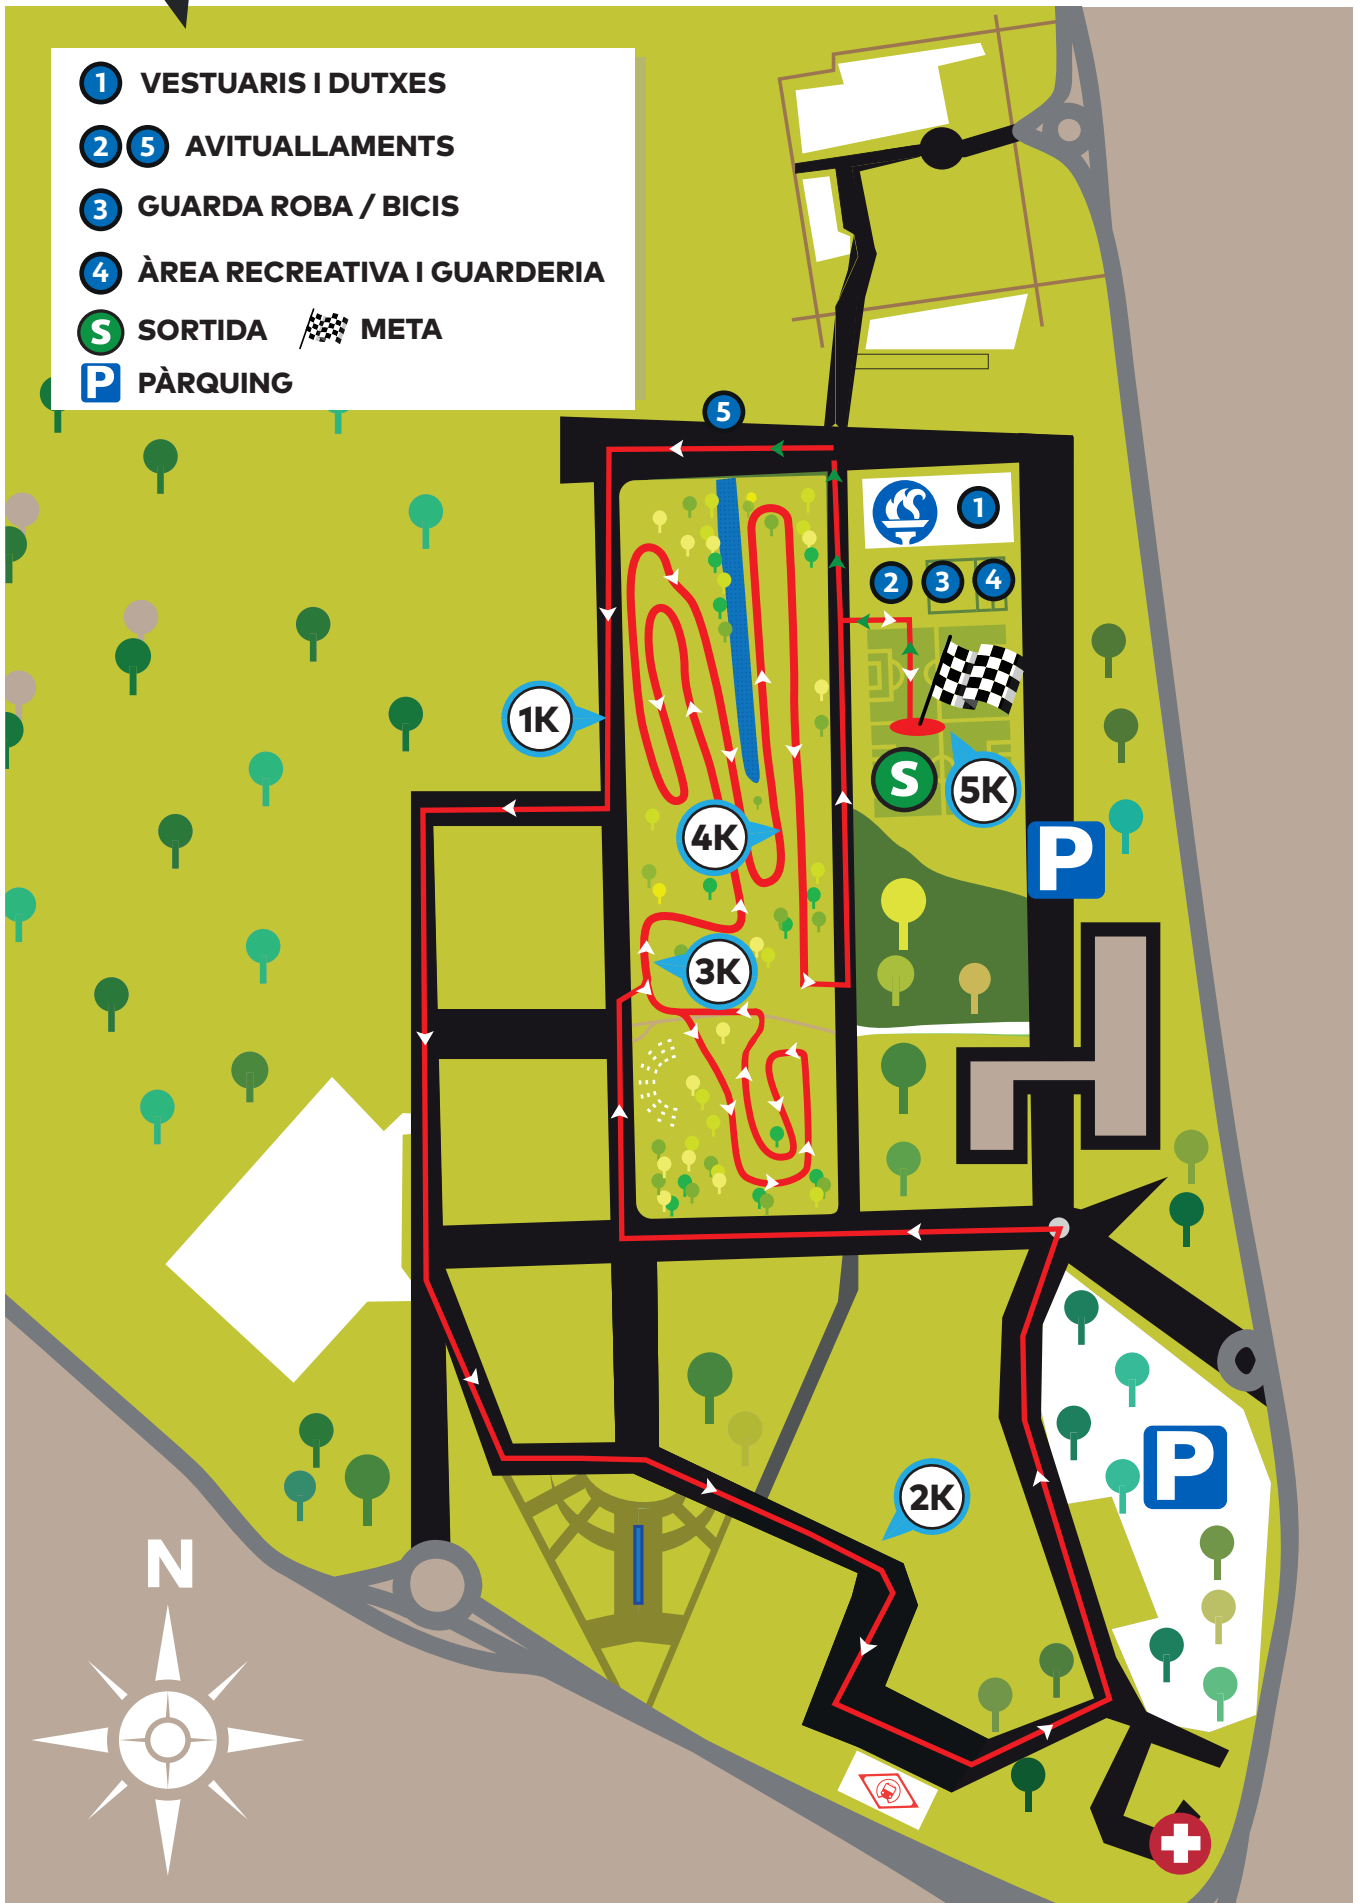 1 VESTUARIS I DUTXES
2 5 AVITUALLAMENTS
3 GUARDA ROBA / BICIS
4 ÀREA RECREATIVA I GUARDERIA
S SORTIDA META
P PÀRQUING
5
1
2 3 4
1K
S
5K
4K
P
3K
2K
P
N